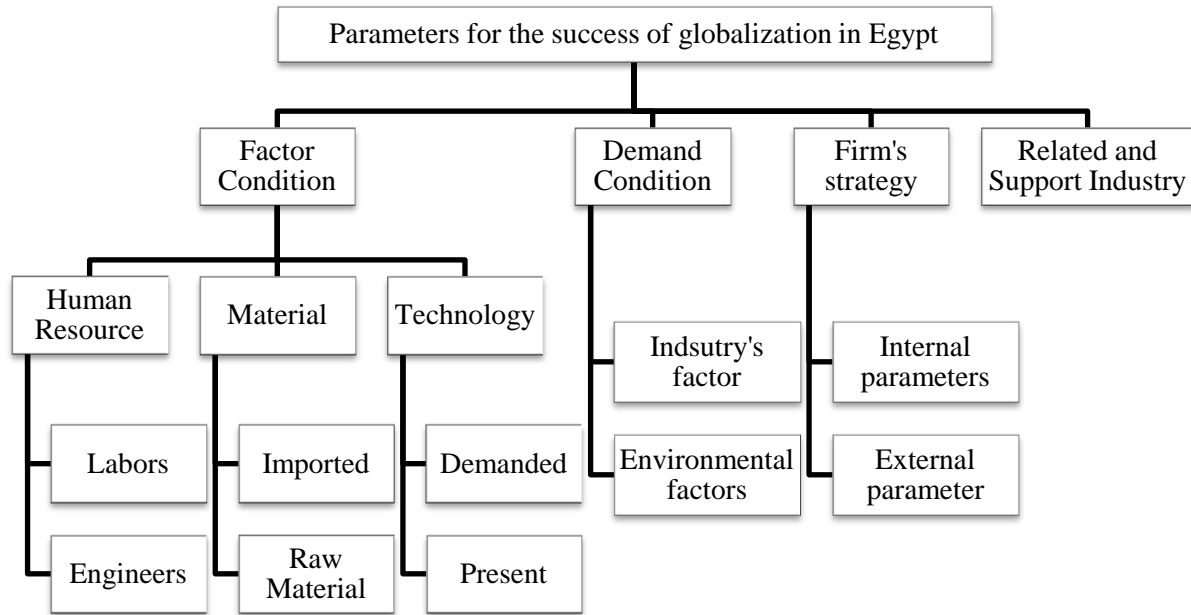 Parameters for the success of globalization in Egypt
Factor
Condition
Demand
Condition
Firm's
strategy
Related and
Support Industry
Human
Resource
Material
Technology
Indsutry's
factor
Internal
parameters
Labors
Imported
Demanded
Environmental
factors
External
parameter
Engineers
Raw
Material
Present